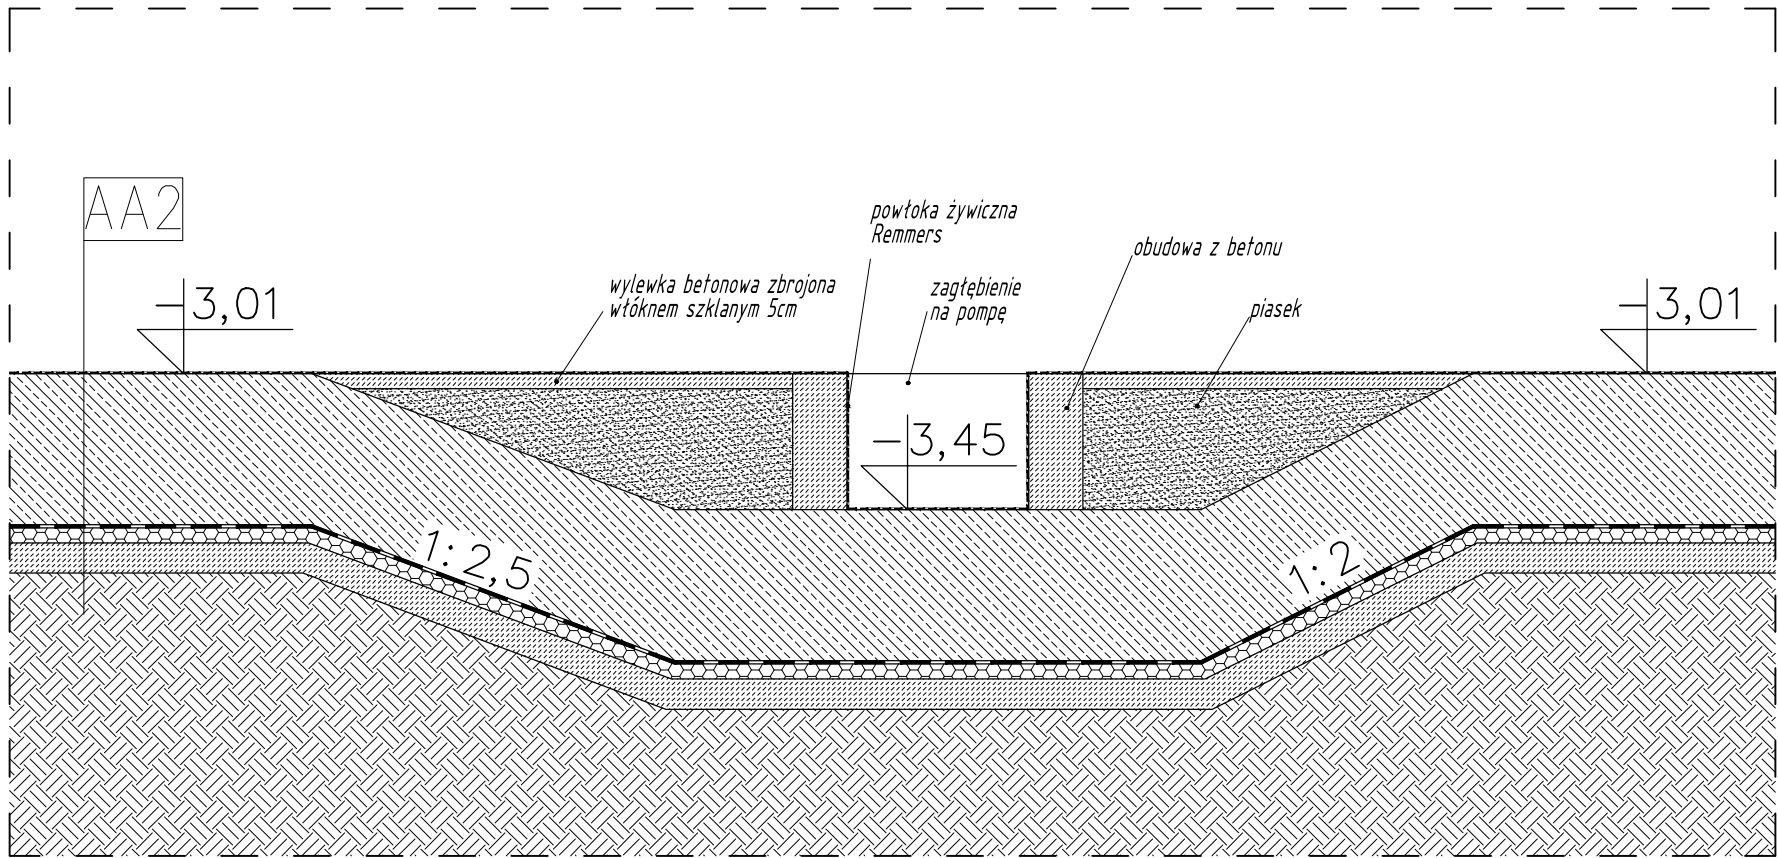 AA2
-3,01
wylewka betonowa zbrojona
włóknem szklanym 5cm
powłoka żywiczna
Remmers
zagłębienie
na pompę
obudowa z betonu
piasek
-3,01
-3,45
1:2,5
1:2